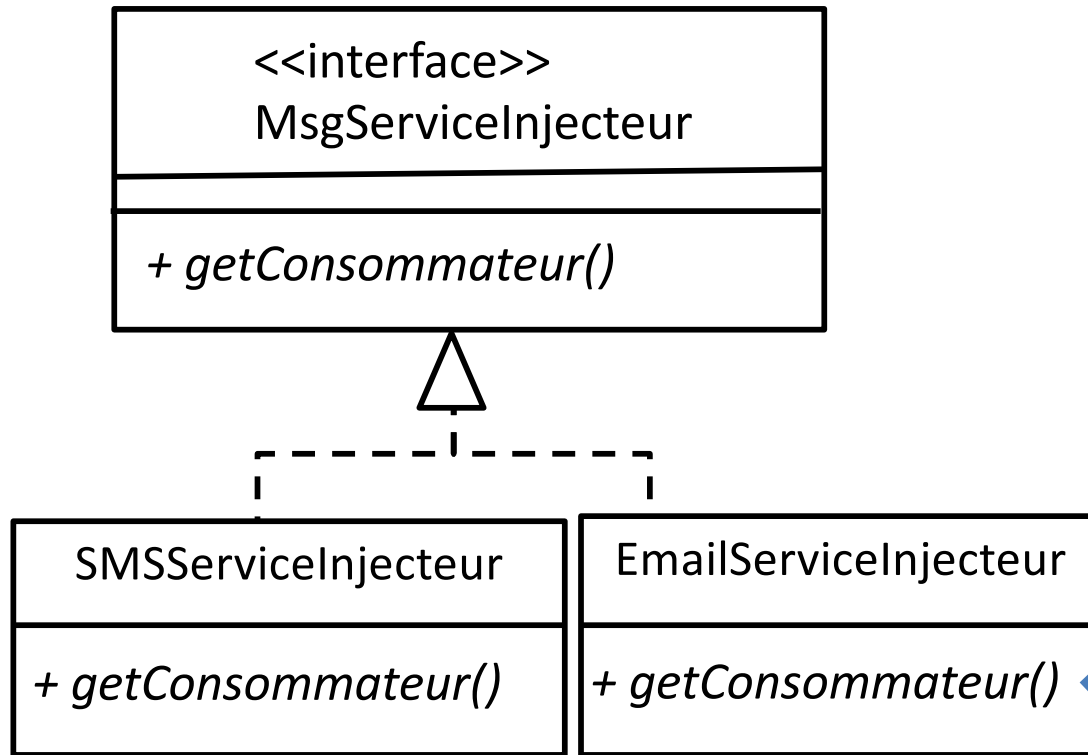 <<interface>>
MsgServiceInjecteur
+ getConsommateur()
SMSServiceInjecteur
EmailServiceInjecteur
+ getConsommateur()
+ getConsommateur()